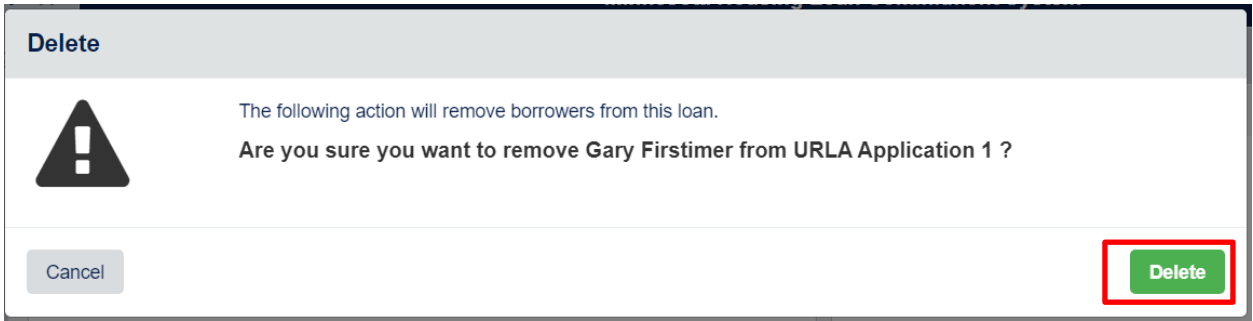 Delete
The following action will remove borrowers from this loan.
Are you sure you want to remove Gary Firstimer from URLA Application 1 ?
Cancel
Delete